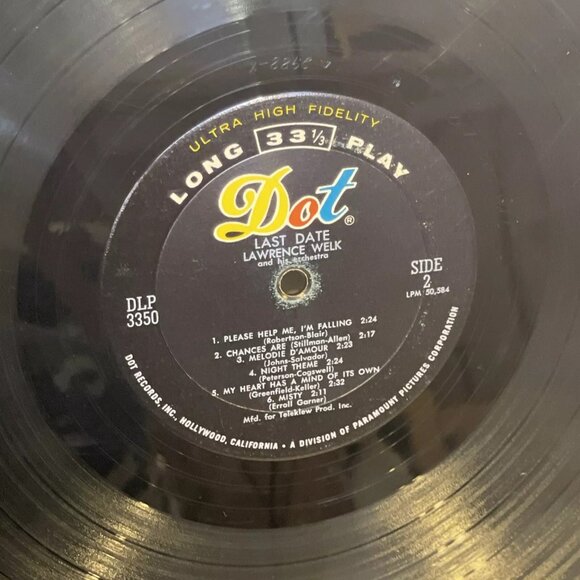 ULTRA HIGH FIDELITY
LONG 33 1/3 PLAY
Dot®
LAST DATE
LAWRENCE WELK
and his orchestra
DLP
3350
SIDE
2
LPM 50,584
1. PLEASE HELP ME, I'M FALLING 2:24
(Robertson-Blair)
2. CHANCES ARE (Stillman-Allen) 2:17
3. MELODIE D'AMOUR 2:23
(Johns-Salvador)
4. NIGHT THEME 2:24
(Peterson-Cogswell)
5. MY HEART HAS A MIND OF ITS OWN
(Greenfield-Keller) 2:32
6. MISTY 2:11
(Erroll Garner)
Mfd. for Teleklew Prod. Inc.
DOT RECORDS, INC., HOLLYWOOD, CALIFORNIA • A DIVISION OF PARAMOUNT PICTURES CORPORATION